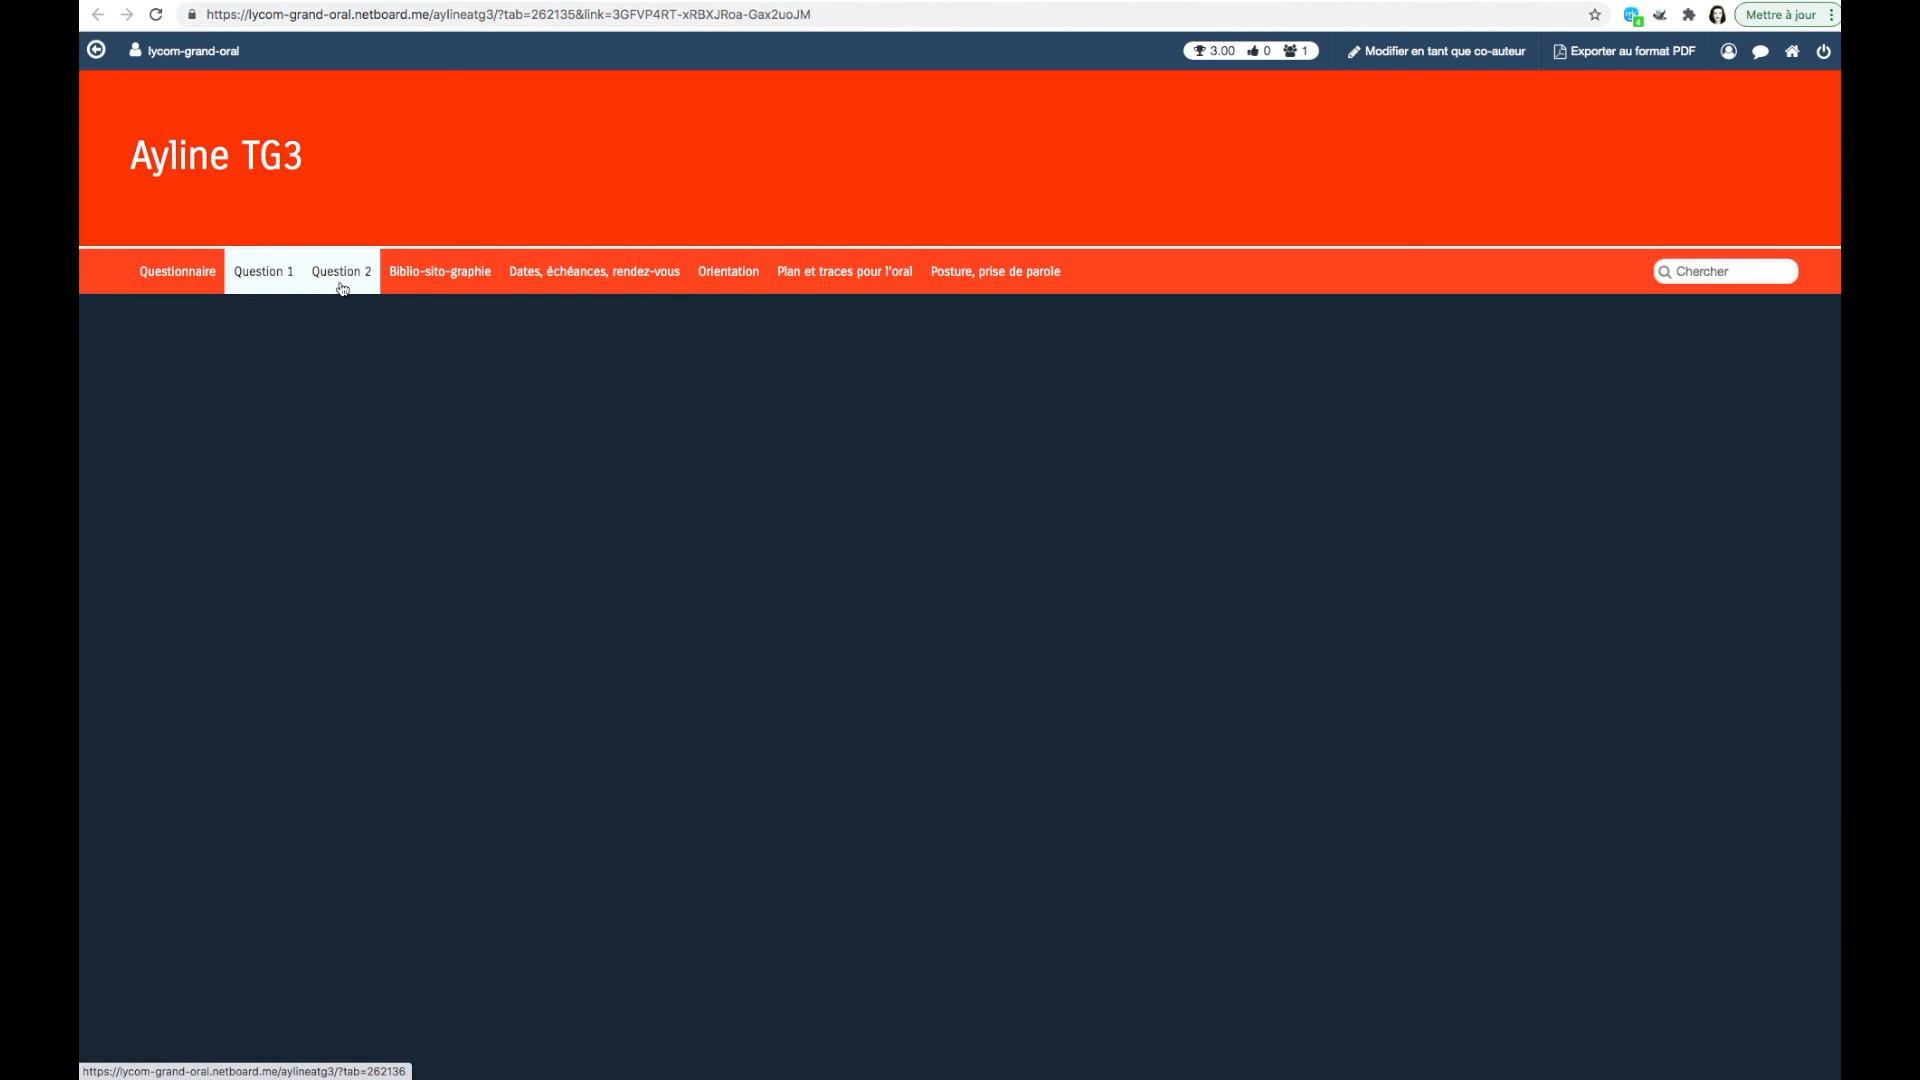 https://lycom-grand-oral.netboard.me/aylineatg3/?tab=262135&link=3GFVP4RT-xRBXJRoa-Gax2uoJM
Mettre à jour
lycom-grand-oral
3.00 0 1
Modifier en tant que co-auteur
Exporter au format PDF
Ayline TG3
Questionnaire Question 1 Question 2 Biblio-sito-graphie Dates, échéances, rendez-vous Orientation Plan et traces pour l'oral Posture, prise de parole
Chercher
https://lycom-grand-oral.netboard.me/aylineatg3/?tab=262136